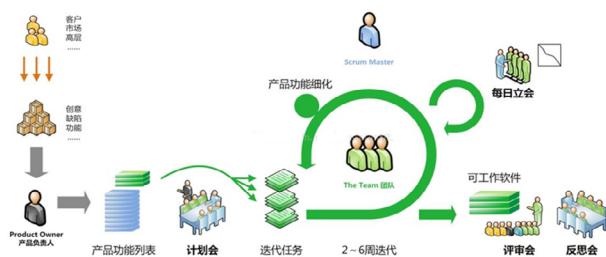 客户
市场
高层
......
创意
缺陷
功能
......
Product Owner
产品负责人
产品功能列表
计划会
迭代任务
产品功能细化
Scrum Master
The Team 团队
2～6周迭代
每日立会
可工作软件
评审会
反思会